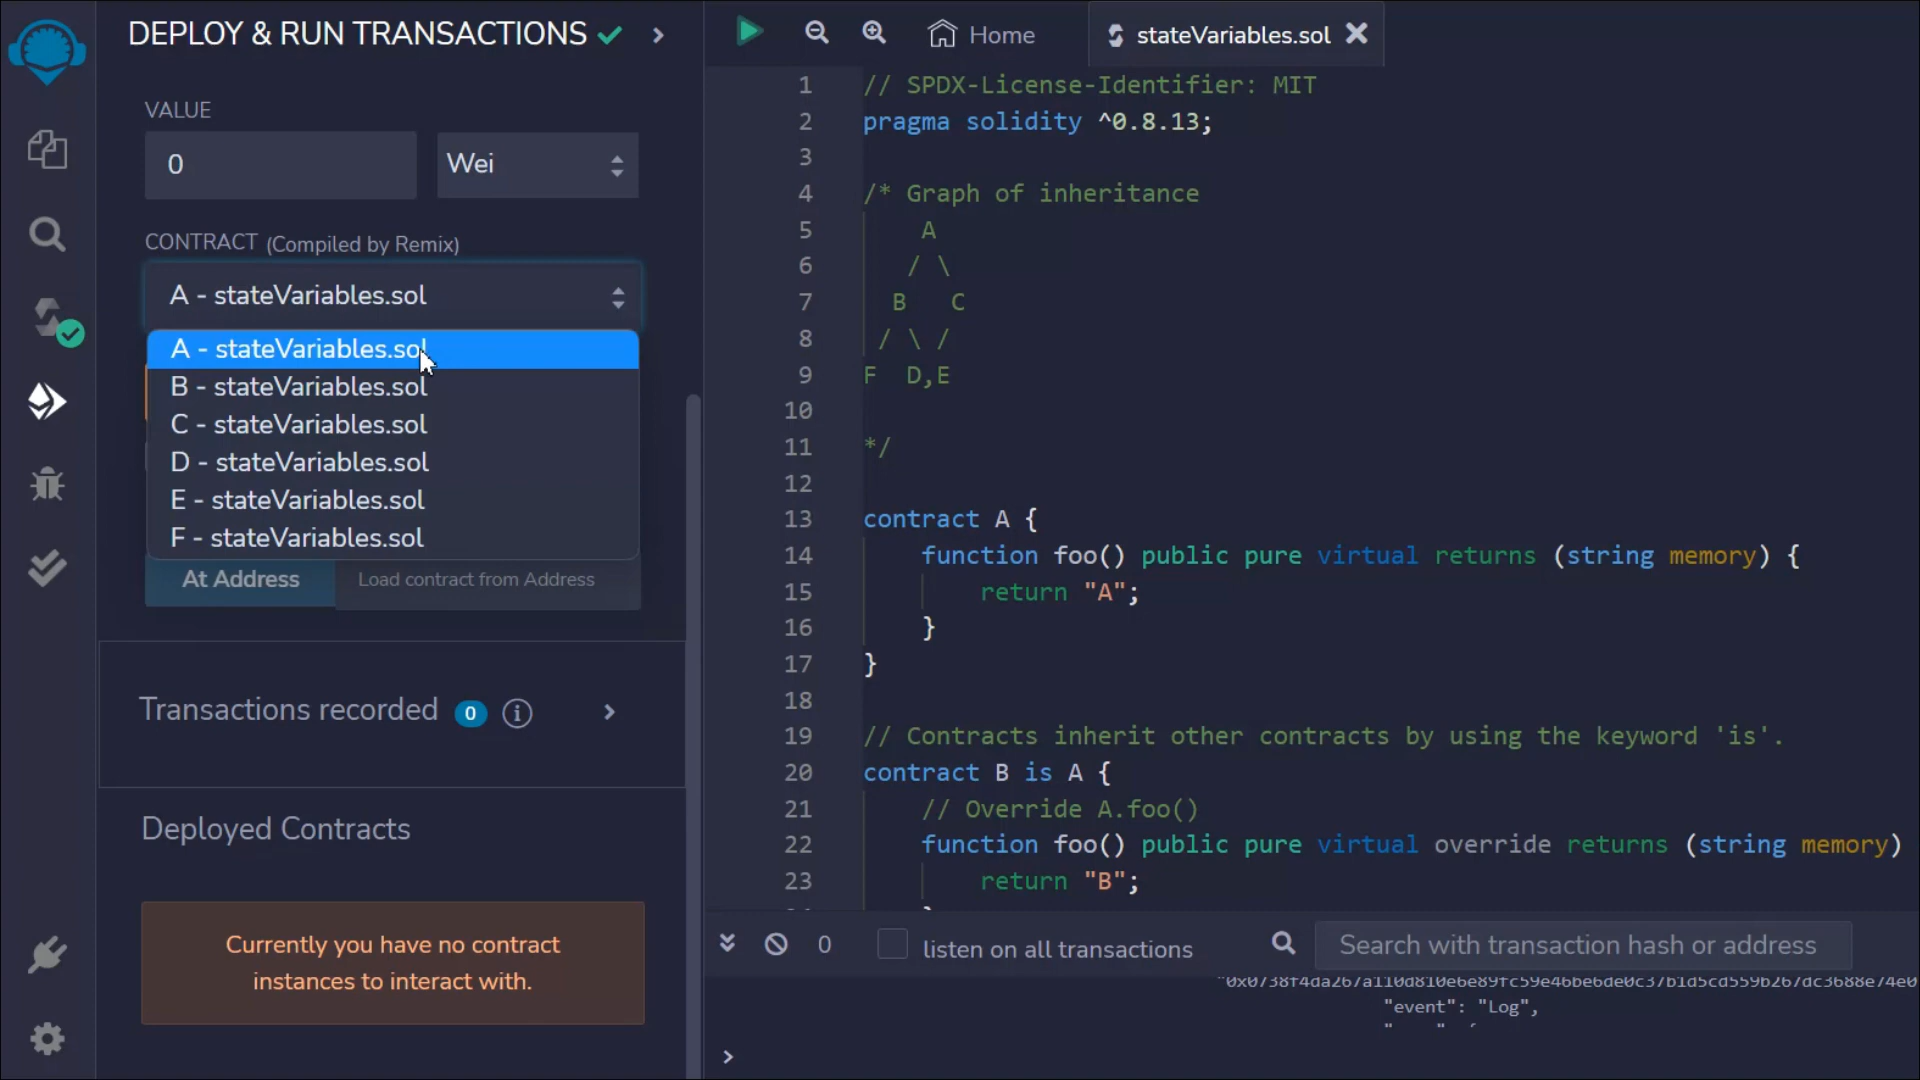 DEPLOY & RUN TRANSACTIONS
VALUE
0
Wei
CONTRACT (Compiled by Remix)
A - stateVariables.sol
A - stateVariables.sol
B - stateVariables.sol
C - stateVariables.sol
D - stateVariables.sol
E - stateVariables.sol
F - stateVariables.sol
At Address
Load contract from Address
Transactions recorded 0 i
Deployed Contracts
Currently you have no contract
instances to interact with.
Home
stateVariables.sol
1 // SPDX-License-Identifier: MIT
2 pragma solidity ^0.8.13;
3
4 /* Graph of inheritance
5 A
6 / \
7 B C
8 / \ /
9 F D,E
10
11 */
12
13 contract A {
14 function foo() public pure virtual returns (string memory) {
15 return "A";
16 }
17 }
18
19 // Contracts inherit other contracts by using the keyword 'is'.
20 contract B is A {
21 // Override A.foo()
22 function foo() public pure virtual override returns (string memory)
23 return "B";
0
listen on all transactions
Search with transaction hash or address
"event": "Log",
>